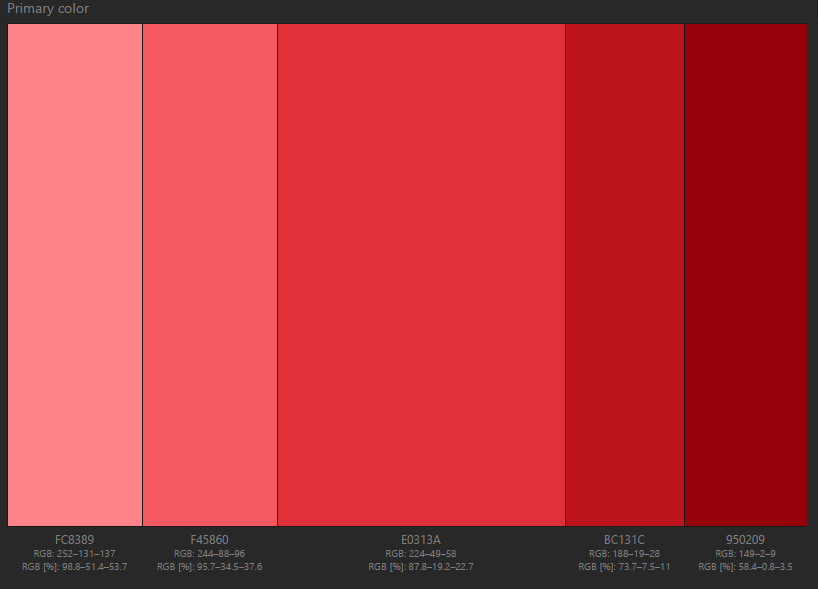 Primary color
FC8389
RGB: 252–131–137
RGB [%]: 98.8–51.4–53.7
F45860
RGB: 244–88–96
RGB [%]: 95.7–34.5–37.6
E0313A
RGB: 224–49–58
RGB [%]: 87.8–19.2–22.7
BC131C
RGB: 188–19–28
RGB [%]: 73.7–7.5–11
950209
RGB: 149–2–9
RGB [%]: 58.4–0.8–3.5